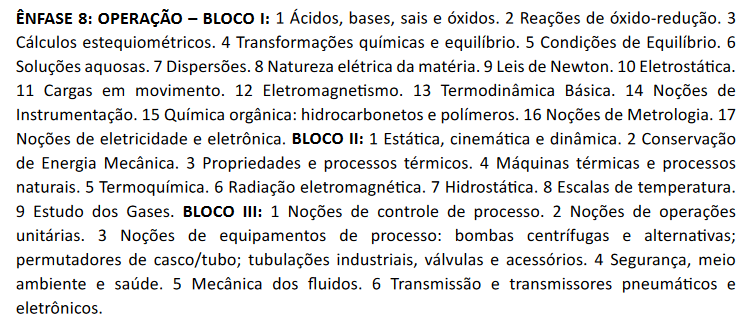 ÊNFASE 8: OPERAÇÃO – BLOCO I: 1 Ácidos, bases, sais e óxidos. 2 Reações de óxido-redução. 3
Cálculos estequiométricos. 4 Transformações químicas e equilíbrio. 5 Condições de Equilíbrio. 6
Soluções aquosas. 7 Dispersões. 8 Natureza elétrica da matéria. 9 Leis de Newton. 10 Eletrostática.
11 Cargas em movimento. 12 Eletromagnetismo. 13 Termodinâmica Básica. 14 Noções de
Instrumentação. 15 Química orgânica: hidrocarbonetos e polímeros. 16 Noções de Metrologia. 17
Noções de eletricidade e eletrônica. BLOCO II: 1 Estática, cinemática e dinâmica. 2 Conservação
de Energia Mecânica. 3 Propriedades e processos térmicos. 4 Máquinas térmicas e processos
naturais. 5 Termoquímica. 6 Radiação eletromagnética. 7 Hidrostática. 8 Escalas de temperatura.
9 Estudo dos Gases. BLOCO III: 1 Noções de controle de processo. 2 Noções de operações
unitárias. 3 Noções de equipamentos de processo: bombas centrífugas e alternativas;
permutadores de casco/tubo; tubulações industriais, válvulas e acessórios. 4 Segurança, meio
ambiente e saúde. 5 Mecânica dos fluidos. 6 Transmissão e transmissores pneumáticos e
eletrônicos.